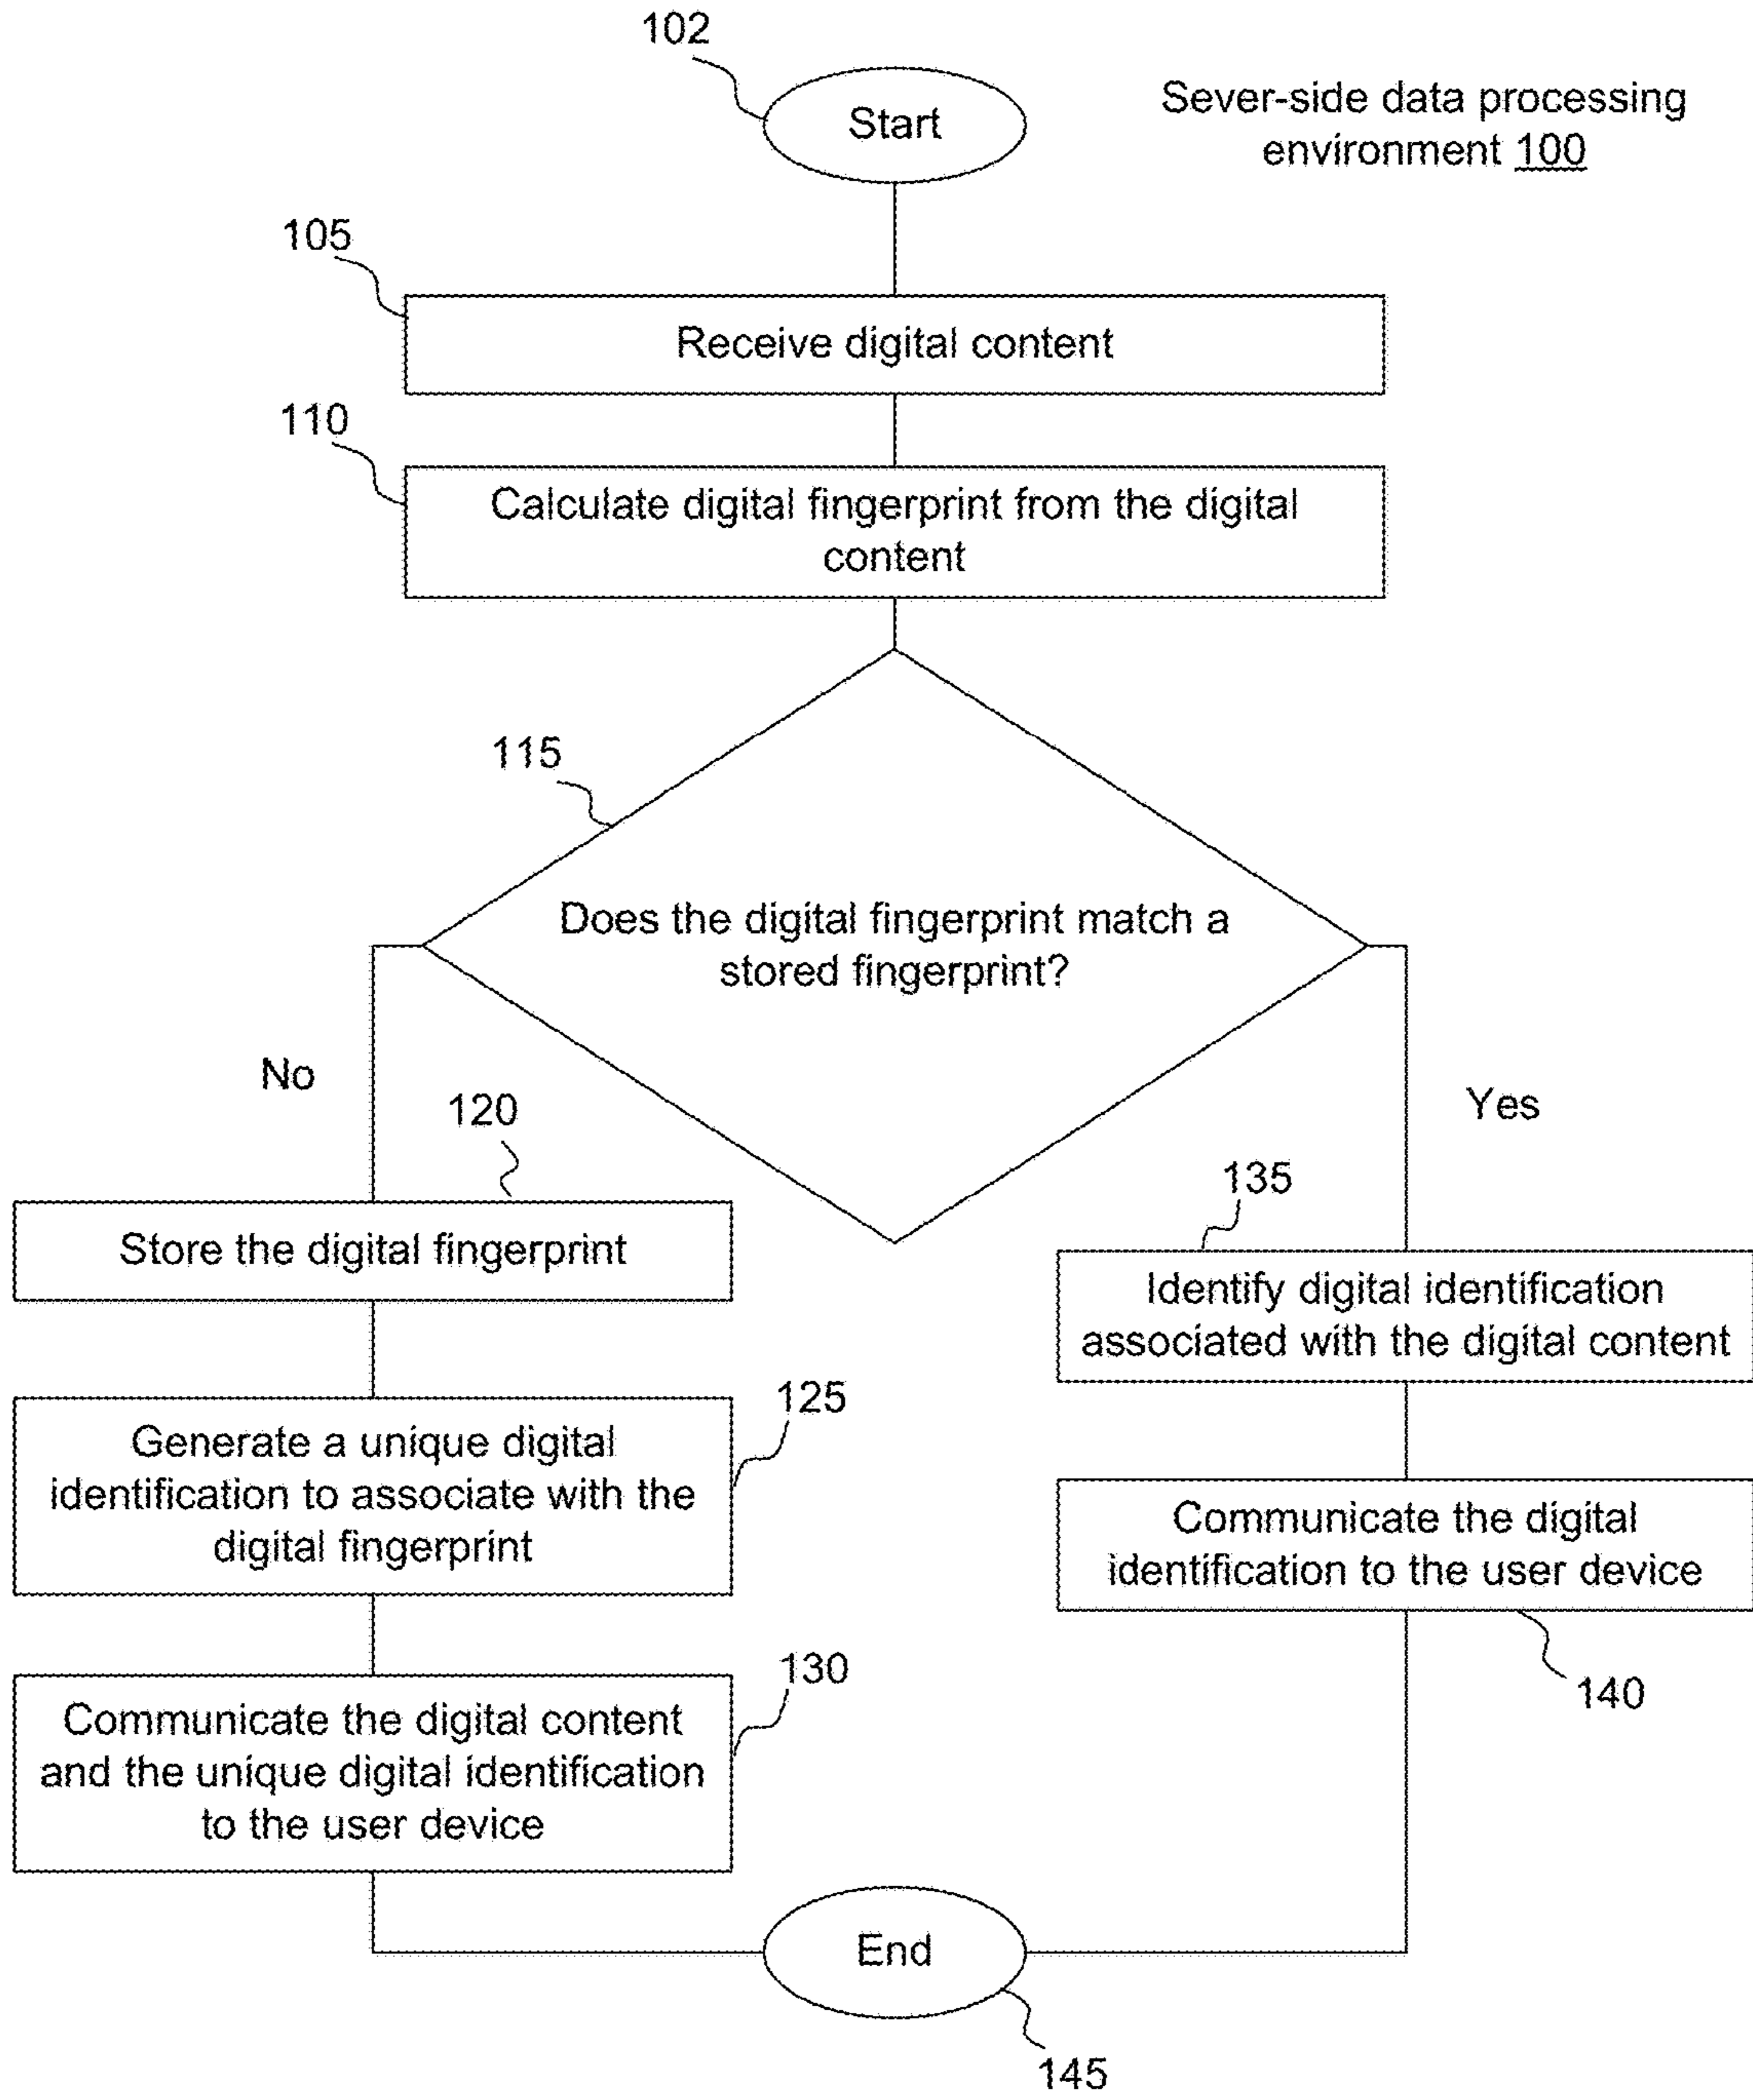 102
Start
Sever-side data processing
environment 100
105
Receive digital content
110
Calculate digital fingerprint from the digital
content
115
Does the digital fingerprint match a
stored fingerprint?
No
Yes
120
Store the digital fingerprint
135
Identify digital identification
associated with the digital content
125
Generate a unique digital
identification to associate with the
digital fingerprint
Communicate the digital
identification to the user device
140
130
Communicate the digital content
and the unique digital identification
to the user device
End
145